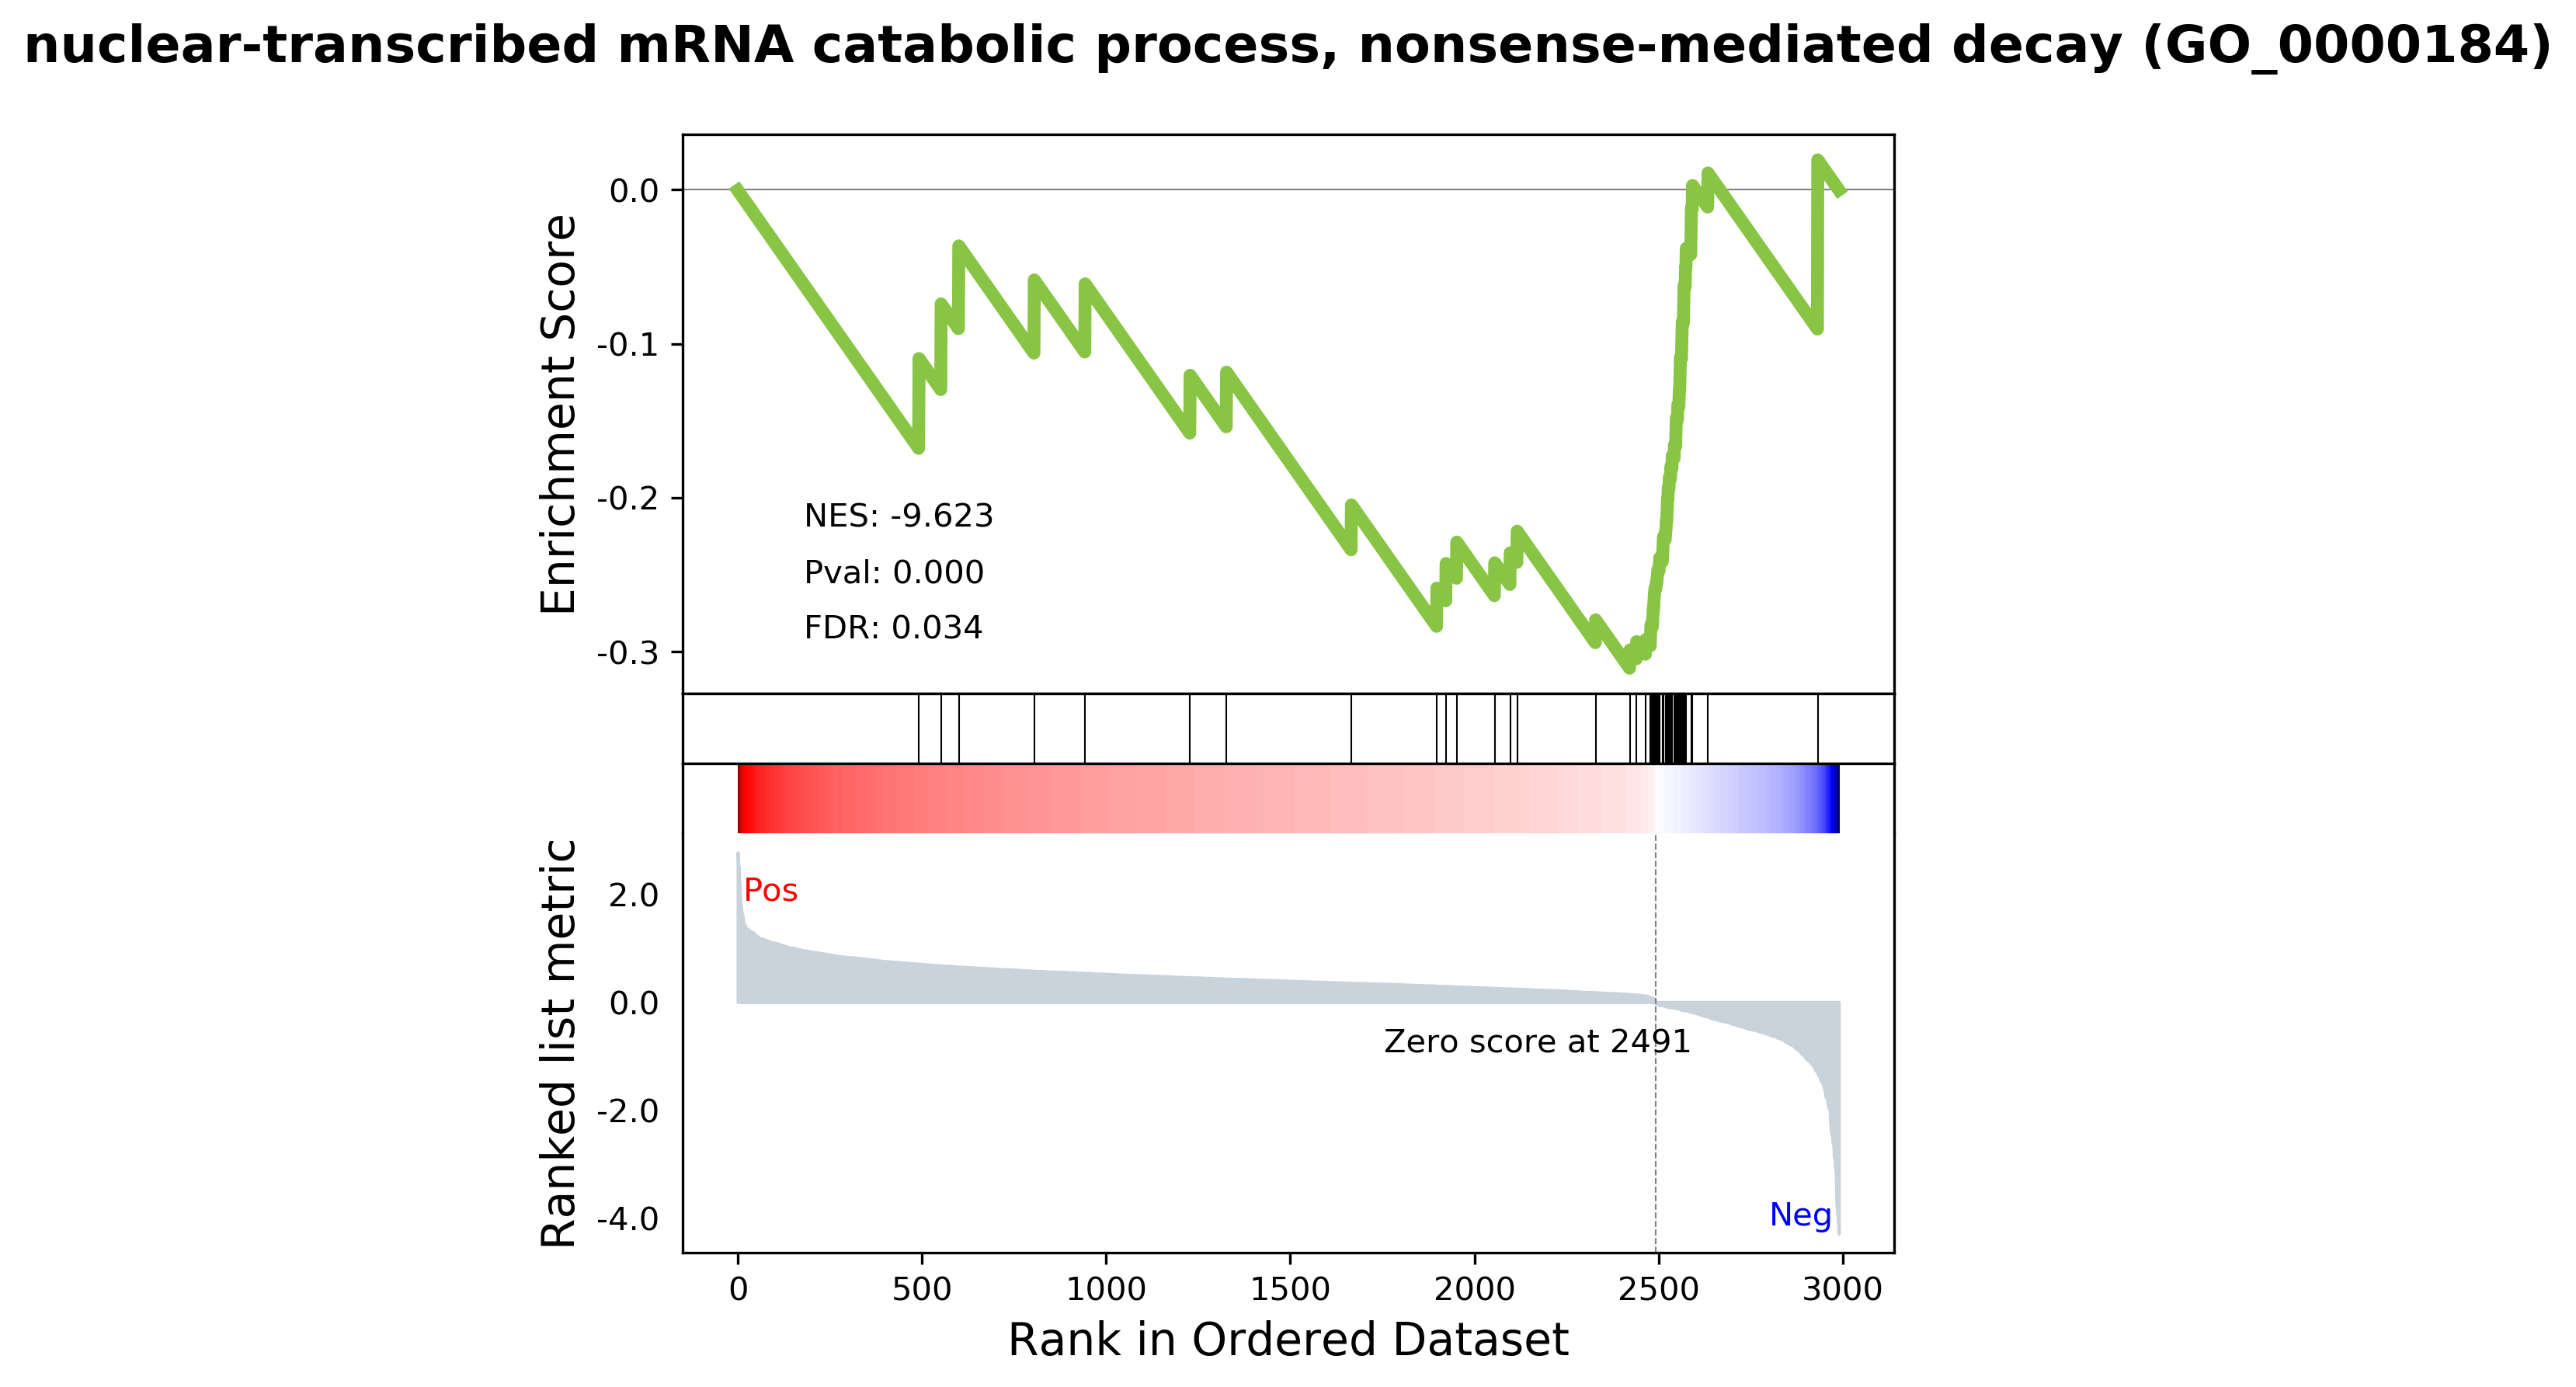 nuclear-transcribed mRNA catabolic process, nonsense-mediated decay (GO_0000184)
Enrichment Score
0.0
-0.1
-0.2
-0.3
NES: -9.623
Pval: 0.000
FDR: 0.034
Ranked list metric
2.0
0.0
-2.0
-4.0
Pos
Zero score at 2491
Neg
0 500 1000 1500 2000 2500 3000
Rank in Ordered Dataset